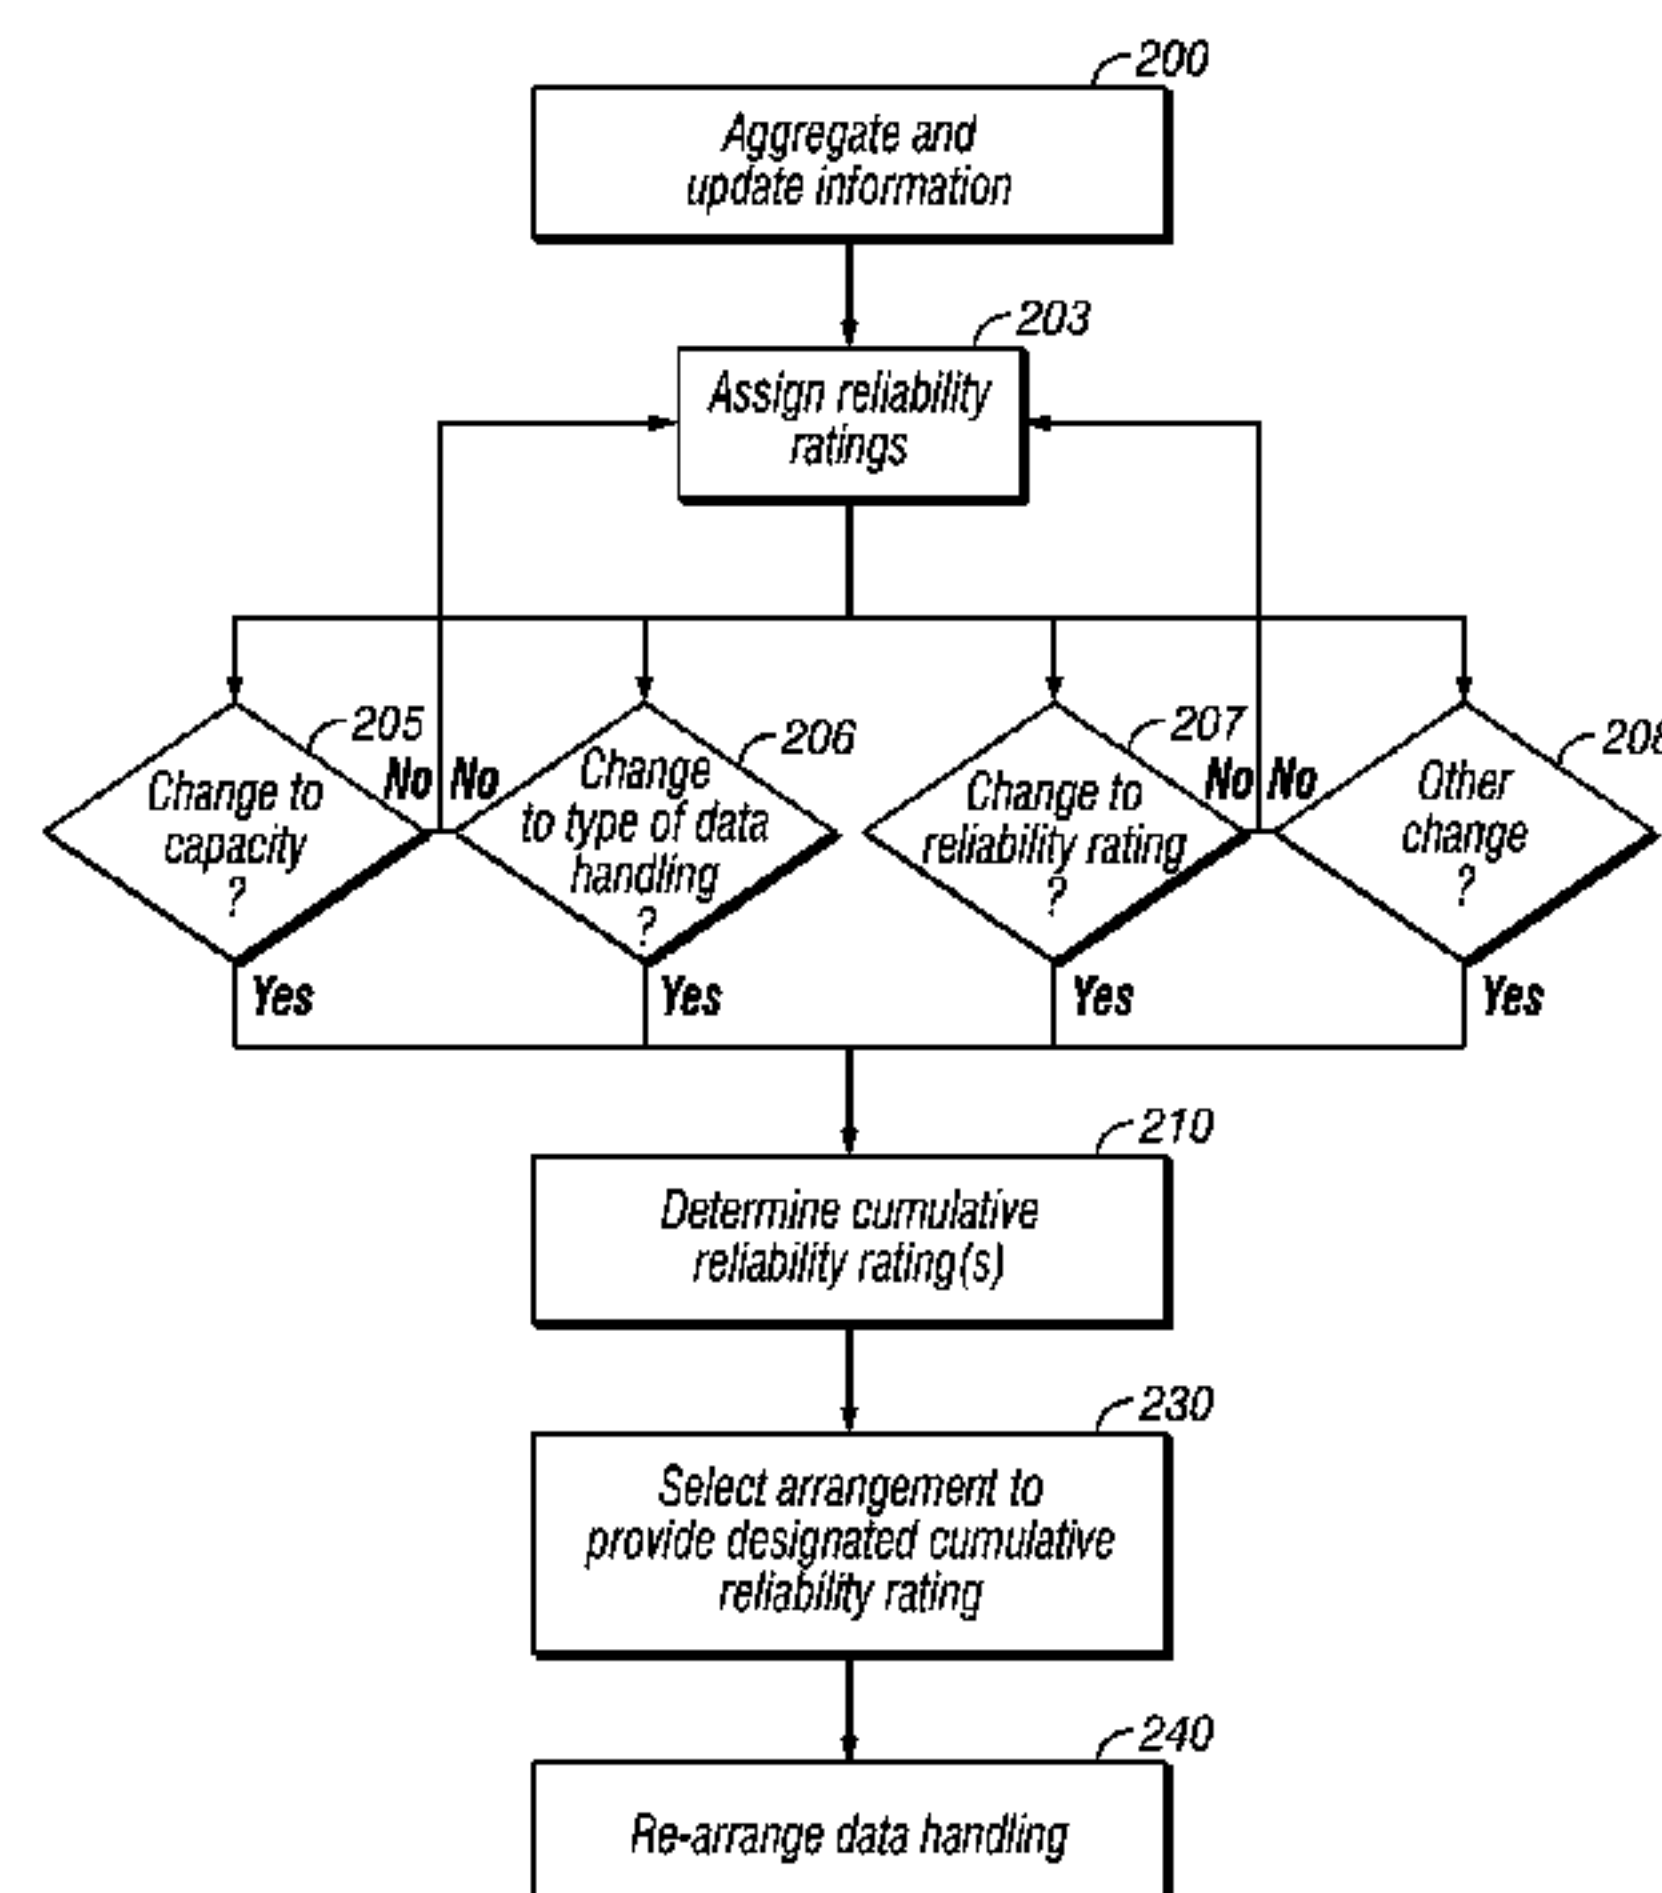 200
Aggregate and
update information
203
Assign reliability
ratings
205
No
Change to
capacity
?
Yes
206
No
Change
to type of data
handling
?
Yes
207
No
Change to
reliability rating
?
Yes
208
No
Other
change
?
Yes
210
Determine cumulative
reliability rating(s)
230
Select arrangement to
provide designated cumulative
reliability rating
240
Re-arrange data handling